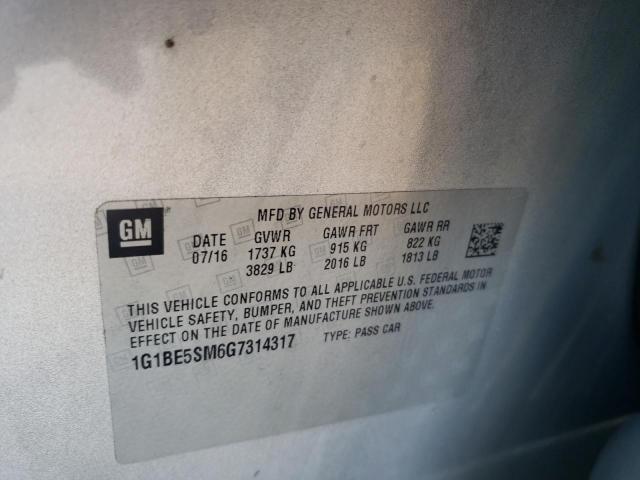 GM
MFD BY GENERAL MOTORS LLC
DATE GVWR GAWR FRT GAWR RR
07/16 1737 KG 915 KG 822 KG
3829 LB 2016 LB 1813 LB
THIS VEHICLE CONFORMS TO ALL APPLICABLE U.S. FEDERAL MOTOR
VEHICLE SAFETY, BUMPER, AND THEFT PREVENTION STANDARDS IN
EFFECT ON THE DATE OF MANUFACTURE SHOWN ABOVE.
1G1BE5SM6G7314317 TYPE: PASS CAR